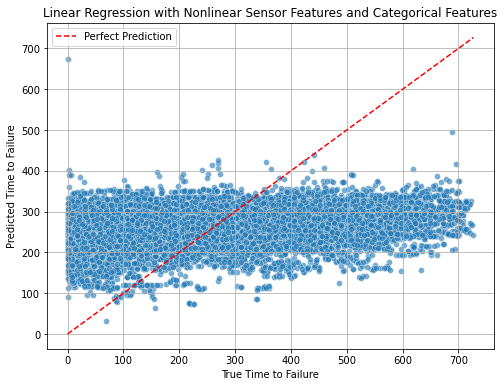 Linear Regression with Nonlinear Sensor Features and Categorical Features
Perfect Prediction
Predicted Time to Failure
700
600
500
400
300
200
100
0
0 100 200 300 400 500 600 700
True Time to Failure